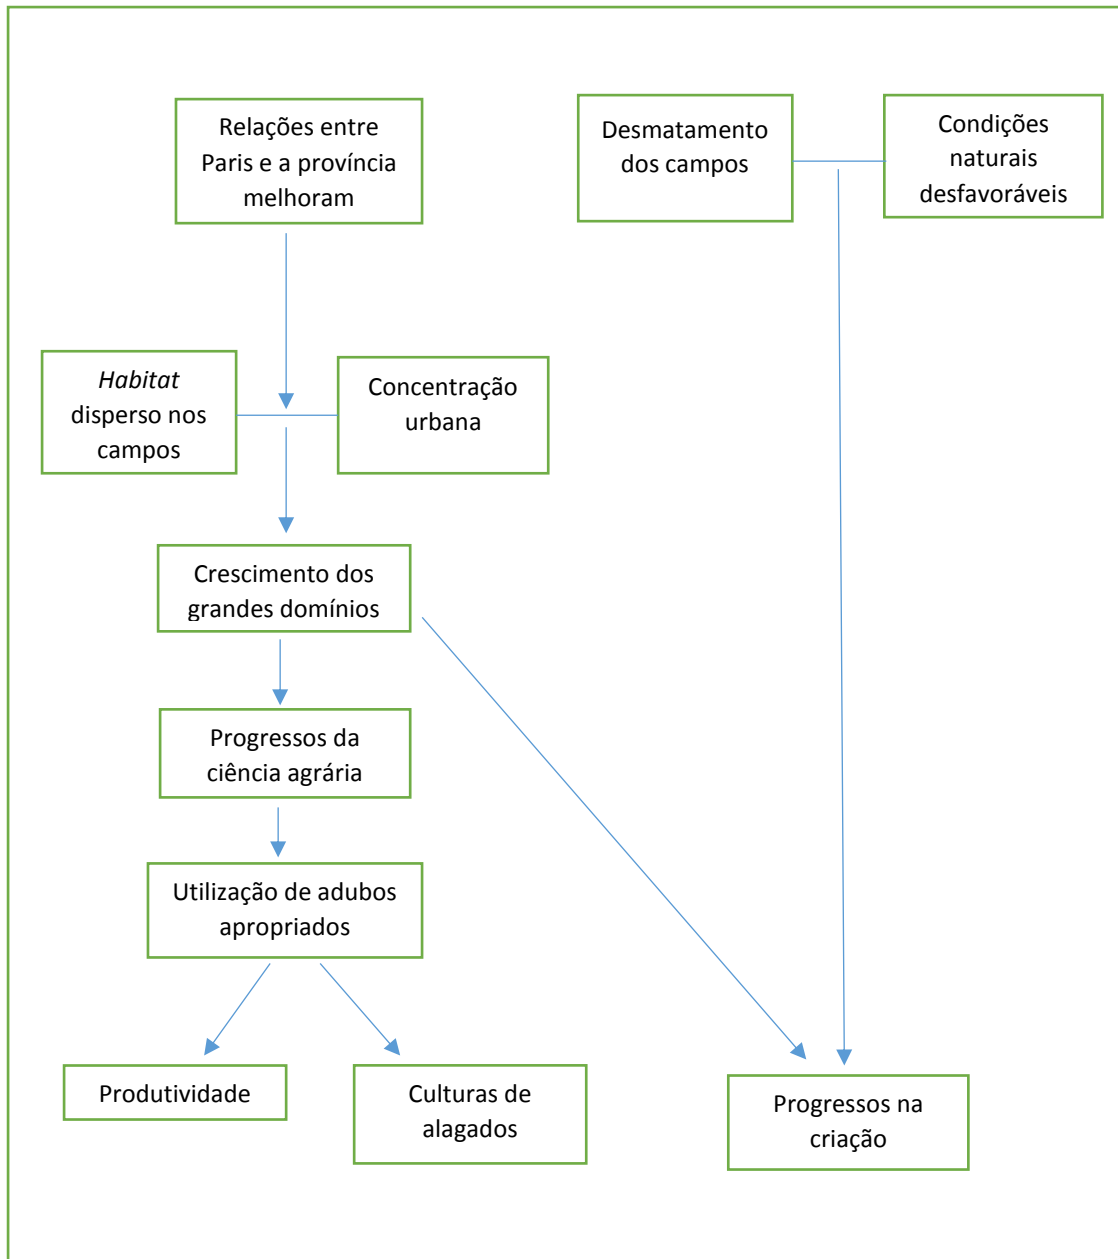 Relações entre
Paris e a província
melhoram
Desmatamento
dos campos
Condições
naturais
desfavoráveis
Habitat
disperso nos
campos
Concentração
urbana
Crescimento dos
grandes domínios
Progressos da
ciência agrária
Utilização de adubos
apropriados
Produtividade
Culturas de
alagados
Progressos na
criação